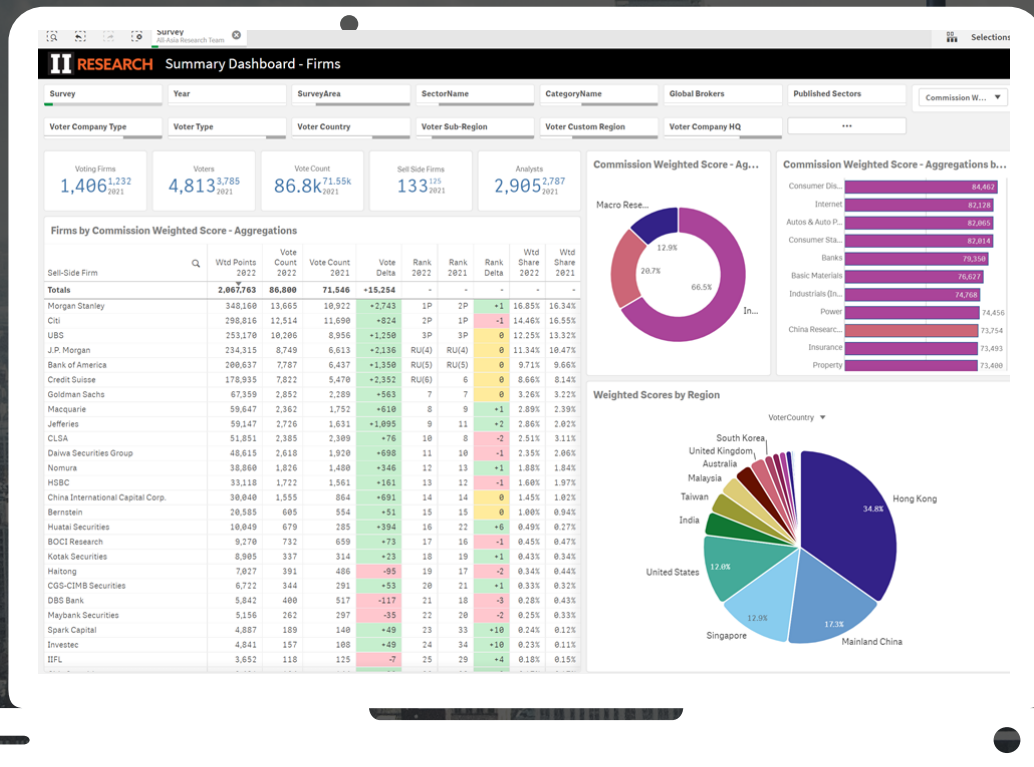 Survey
All-Asia Research Team
Selections
II RESEARCH Summary Dashboard - Firms
Survey Year SurveyArea SectorName CategoryName Global Brokers Published Sectors Commission W...
Voter Company Type Voter Type Voter Country Voter Sub-Region Voter Custom Region Voter Company HQ ...
Voting Firms
1,406 1,232 2021
Voters
4,813 3,785 2021
Vote Count
86.8k 71.55k 2021
Sell Side Firms
133 125 2021
Analysts
2,905 2,787 2021
Firms by Commission Weighted Score - Aggregations
Sell-Side Firm Wtd Points 2022 Vote Count 2022 Vote Count 2021 Vote Delta Rank 2022 Rank 2021 Rank Delta Wtd Share 2022 Wtd Share 2021
Totals 2,067,763 86,800 71,546 +15,254 - - - - -
Morgan Stanley 348,160 13,665 10,922 +2,743 1P 2P +1 16.85% 16.34%
Citi 298,816 12,514 11,690 +824 2P 1P -1 14.46% 16.55%
UBS 253,170 10,206 8,956 +1,250 3P 3P 0 12.25% 13.32%
J.P. Morgan 234,315 8,749 6,613 +2,136 RU(4) RU(4) 0 11.34% 10.47%
Bank of America 200,637 7,787 6,437 +1,350 RU(5) RU(5) 0 9.71% 9.66%
Credit Suisse 178,935 7,822 5,470 +2,352 RU(6) 6 0 8.66% 8.14%
Goldman Sachs 67,359 2,852 2,289 +563 7 7 0 3.26% 3.22%
Macquarie 59,647 2,362 1,752 +610 8 9 +1 2.89% 2.39%
Jefferies 59,147 2,726 1,631 +1,095 9 11 +2 2.86% 2.02%
CLSA 51,851 2,385 2,309 +76 10 8 -2 2.51% 3.11%
Daiwa Securities Group 48,615 2,618 1,920 +698 11 10 -1 2.35% 2.06%
Nomura 38,860 1,826 1,480 +346 12 13 +1 1.88% 1.84%
HSBC 33,118 1,722 1,561 +161 13 12 -1 1.60% 1.97%
China International Capital Corp. 30,040 1,555 864 +691 14 14 0 1.45% 1.02%
Bernstein 20,585 605 554 +51 15 15 0 1.00% 0.94%
Huatai Securities 10,049 679 285 +394 16 22 +6 0.49% 0.27%
BOCI Research 9,270 732 659 +73 17 16 -1 0.45% 0.47%
Kotak Securities 8,905 337 314 +23 18 19 +1 0.43% 0.34%
Haitong 7,027 391 486 -95 19 17 -2 0.34% 0.44%
CGS-CIMB Securities 6,722 344 291 +53 20 21 +1 0.33% 0.32%
DBS Bank 5,842 400 517 -117 21 18 -3 0.28% 0.43%
Maybank Securities 5,156 262 297 -35 22 20 -2 0.25% 0.33%
Spark Capital 4,887 189 140 +49 23 33 +10 0.24% 0.12%
Investec 4,841 157 108 +49 24 34 +10 0.23% 0.11%
IIFL 3,652 118 125 -7 25 29 +4 0.18% 0.15%
Commission Weighted Score - Ag...
Macro Rese...
12.9%
20.7%
66.5%
In...
Commission Weighted Score - Aggregations b...
Consumer Dis... 84,462
Internet 82,128
Autos & Auto P... 82,065
Consumer Sta... 82,014
Banks 79,350
Basic Materials 76,627
Industrials (In... 74,768
Power 74,456
China Researc... 73,754
Insurance 73,493
Property 73,400
Weighted Scores by Region
VoterCountry
South Korea
United Kingdom
Australia
Malaysia
Taiwan
India
United States 12.0%
Singapore 12.9%
Mainland China 17.3%
Hong Kong 34.8%